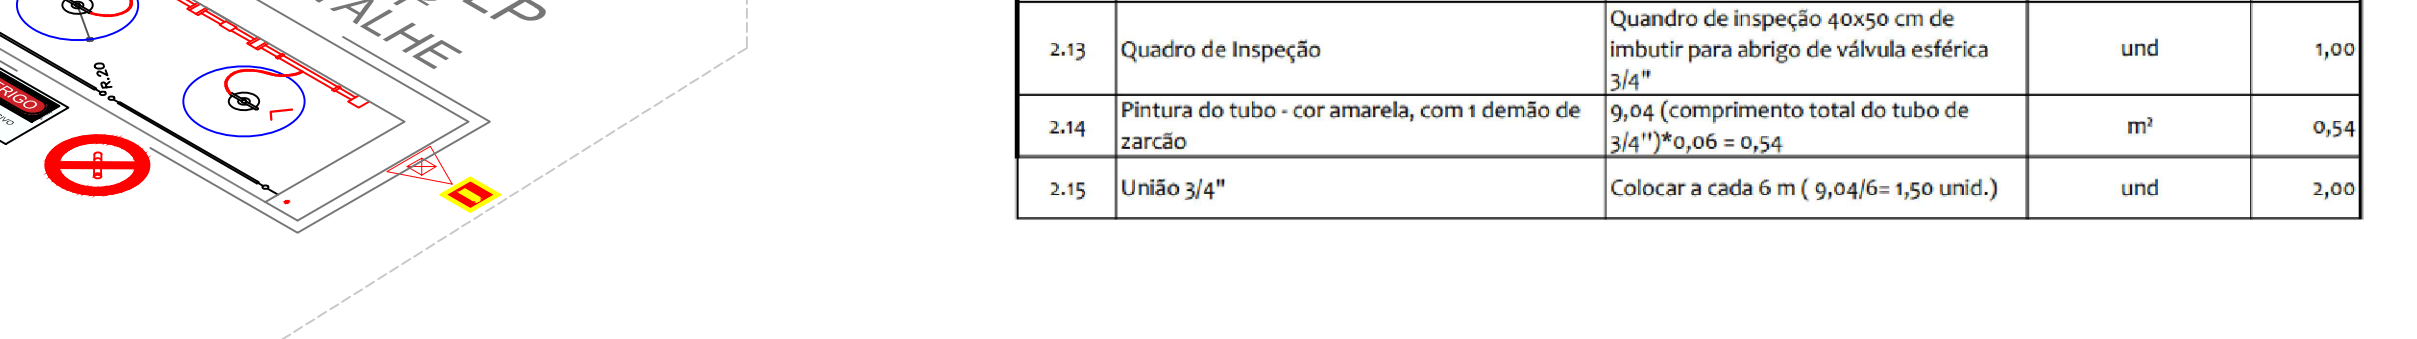 TALHE
R.20
RIGO
2.13
Quadro de Inspeção
Quandro de inspeção 40x50 cm de
imbutir para abrigo de válvula esférica
3/4"
und
1,00
2.14
Pintura do tubo - cor amarela, com 1 demão de
zarcão
9,04 (comprimento total do tubo de
3/4")*0,06 = 0,54
m²
0,54
2.15
União 3/4"
Colocar a cada 6 m ( 9,04/6= 1,50 unid.)
und
2,00